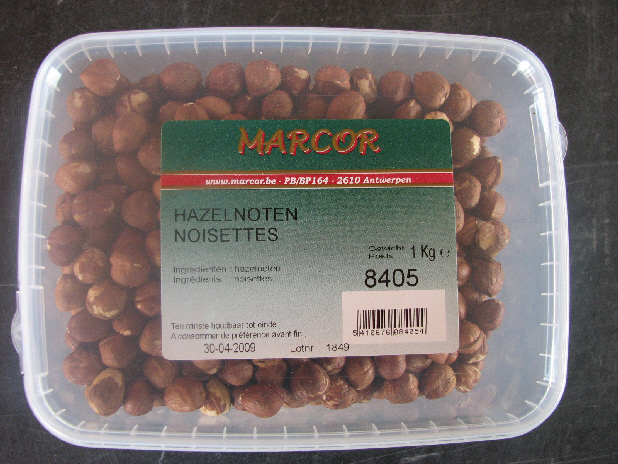 MARCOR
www.marcor.be - PB/BP164 - 2610 Antwerpen
HAZELNOTEN
NOISETTES
Gewicht
Poids 1 Kg e
Ingrediënten : hazelnoten
Ingrédients : noisettes
8405
Ten minste houdbaar tot einde
A consommer de préférence avant fin :
30-04-2009 Lotnr 1849